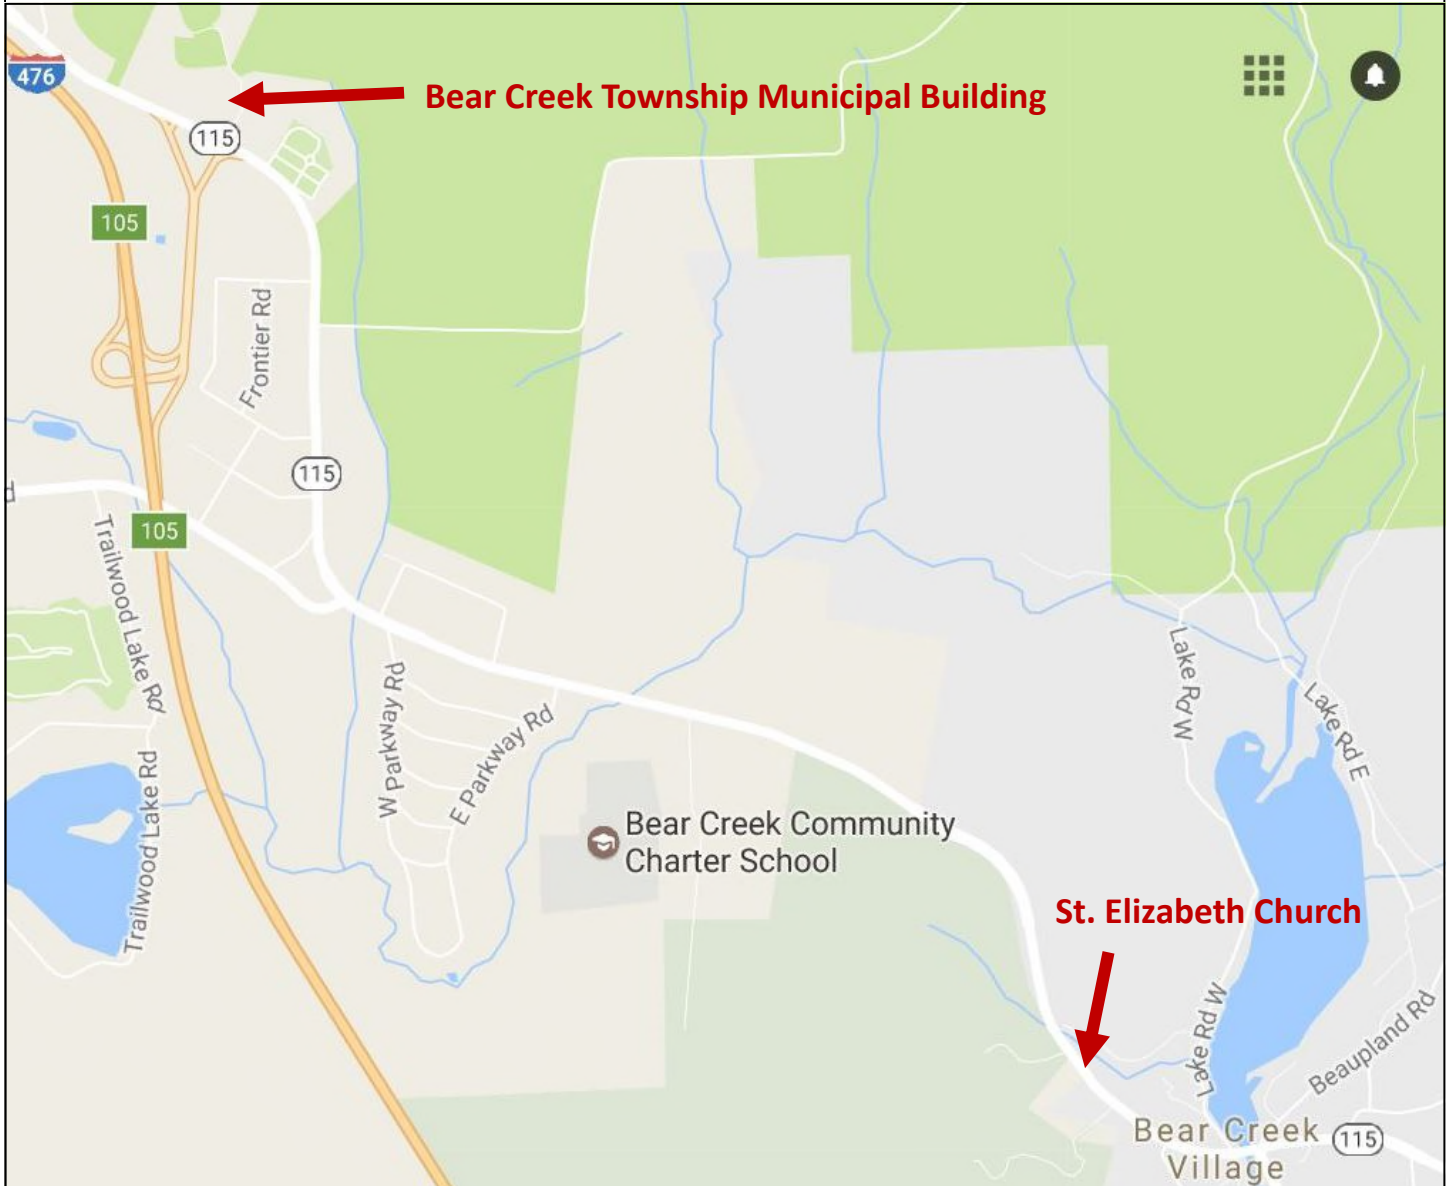 476
Bear Creek Township Municipal Building
115
105
Frontier Rd
115
105
Trailwood Lake Rd
Lake Rd W
W Parkway Rd
E Parkway Rd
Lake Rd E
Trailwood Lake Rd
Bear Creek Community
Charter School
St. Elizabeth Church
Lake Rd W
Beaupland Rd
Bear Creek
Village
115